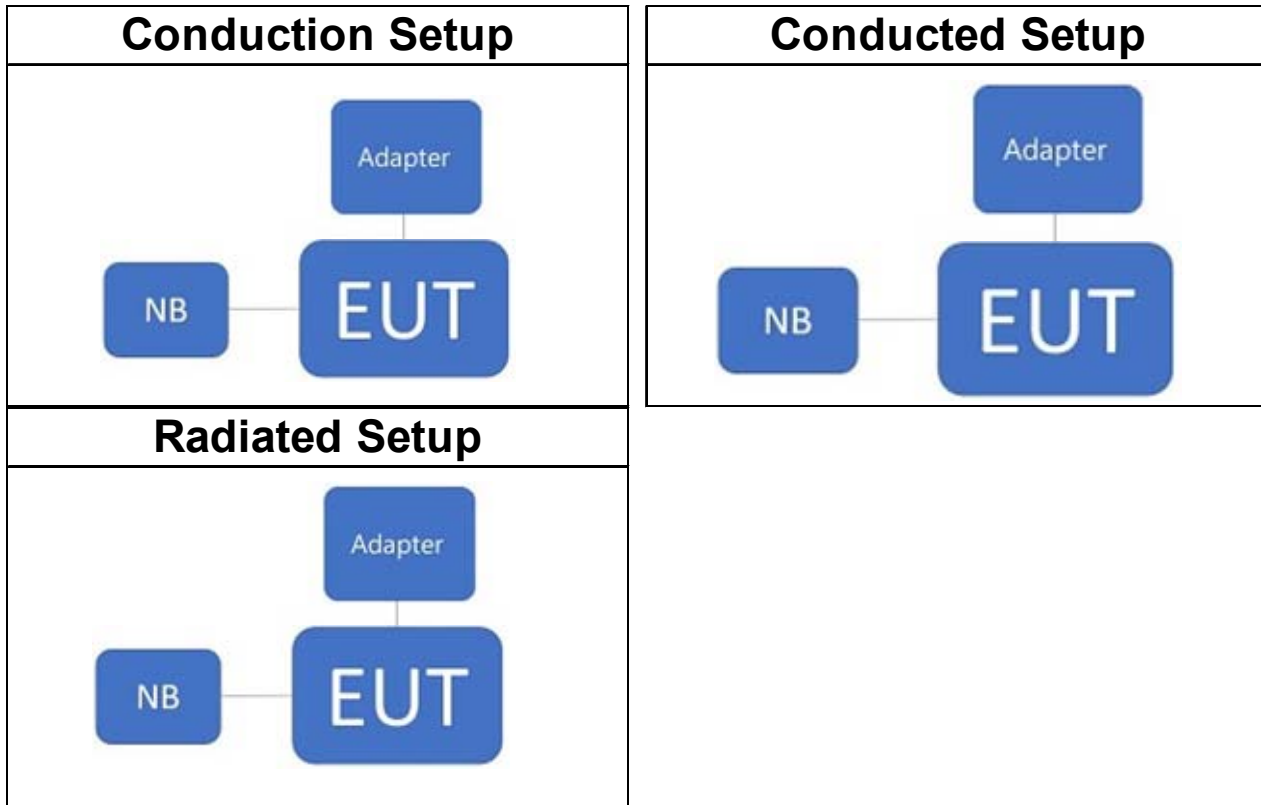 Conduction Setup
Adapter
NB
EUT
Conducted Setup
Adapter
NB
EUT
Radiated Setup
Adapter
NB
EUT